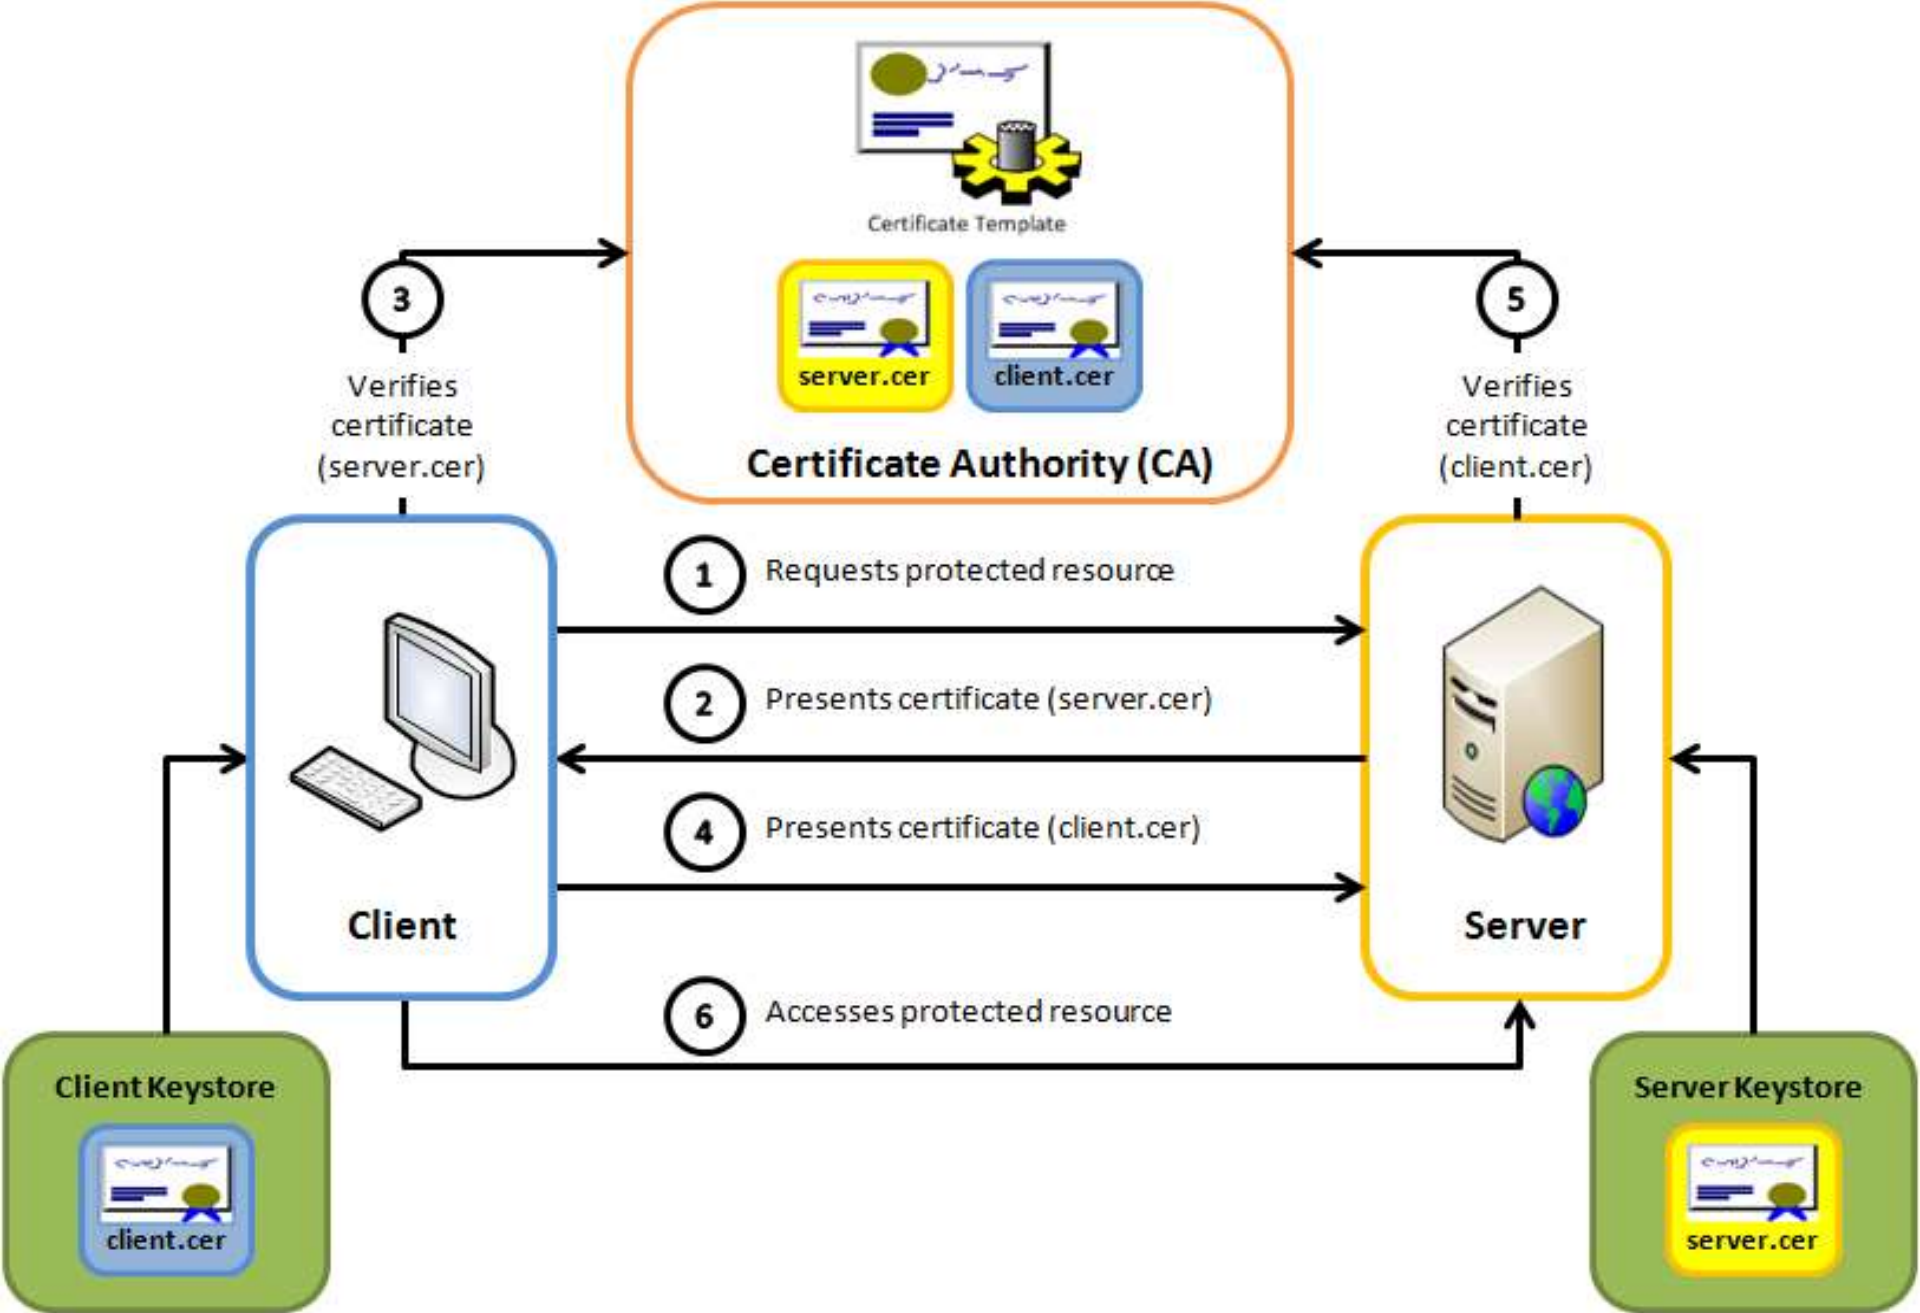 Certificate Template
server.cer
client.cer
Certificate Authority (CA)
3
Verifies
certificate
(server.cer)
5
Verifies
certificate
(client.cer)
1
Requests protected resource
2
Presents certificate (server.cer)
4
Presents certificate (client.cer)
6
Accesses protected resource
Client
Server
Client Keystore
client.cer
Server Keystore
server.cer